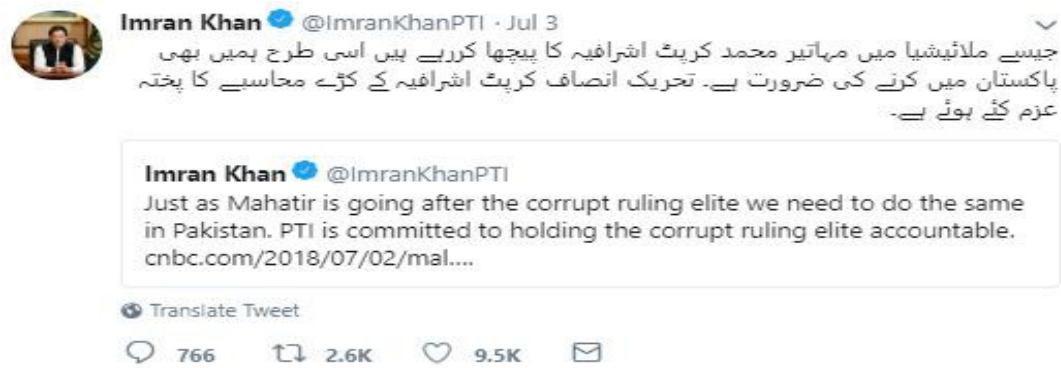 Imran Khan @ImranKhanPTI · Jul 3
جیسے ملائیشیا میں مہاتیر محمد کرپٹ اشرافیہ کا پیچھا کررہے ہیں اسی طرح ہمیں بھی
پاکستان میں کرنے کی ضرورت ہے۔ تحریک انصاف کرپٹ اشرافیہ کے کڑے محاسبے کا پختہ
عزم کئے ہوئے ہے۔
Imran Khan @ImranKhanPTI
Just as Mahatir is going after the corrupt ruling elite we need to do the same
in Pakistan. PTI is committed to holding the corrupt ruling elite accountable.
cnbc.com/2018/07/02/mal....
Translate Tweet
766 2.6K 9.5K